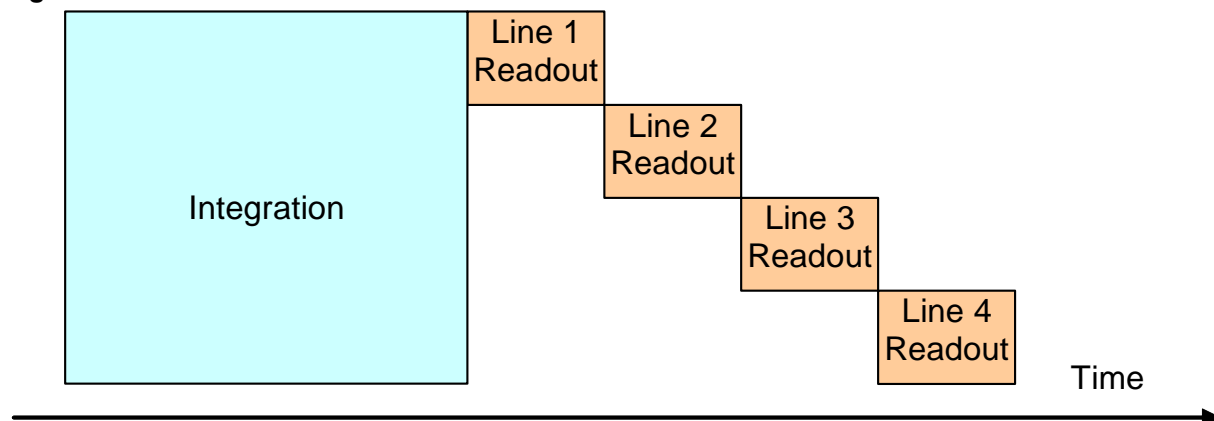 Line 1
Readout
Line 2
Readout
Integration
Line 3
Readout
Line 4
Readout
Time